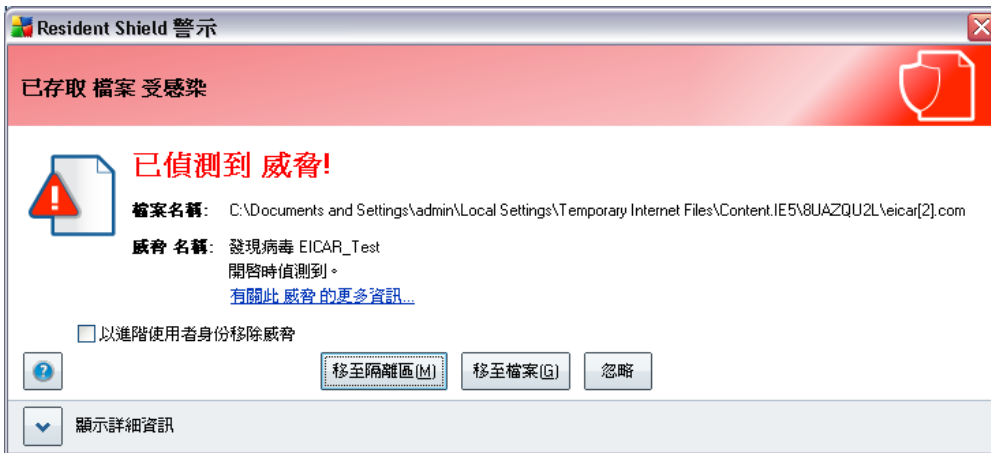 Resident Shield 警示
已存取 檔案 受感染
已偵測到 威脅!
檔案名稱: C:\Documents and Settings\admin\Local Settings\Temporary Internet Files\Content.IE5\8UAZQU2L\eicar[2].com
威脅 名稱: 發現病毒 EICAR_Test
開啓時偵測到。
有關此 威脅 的更多資訊...
以進階使用者身份移除威脅
移至隔離區(M) 移至檔案(G) 忽略
顯示詳細資訊